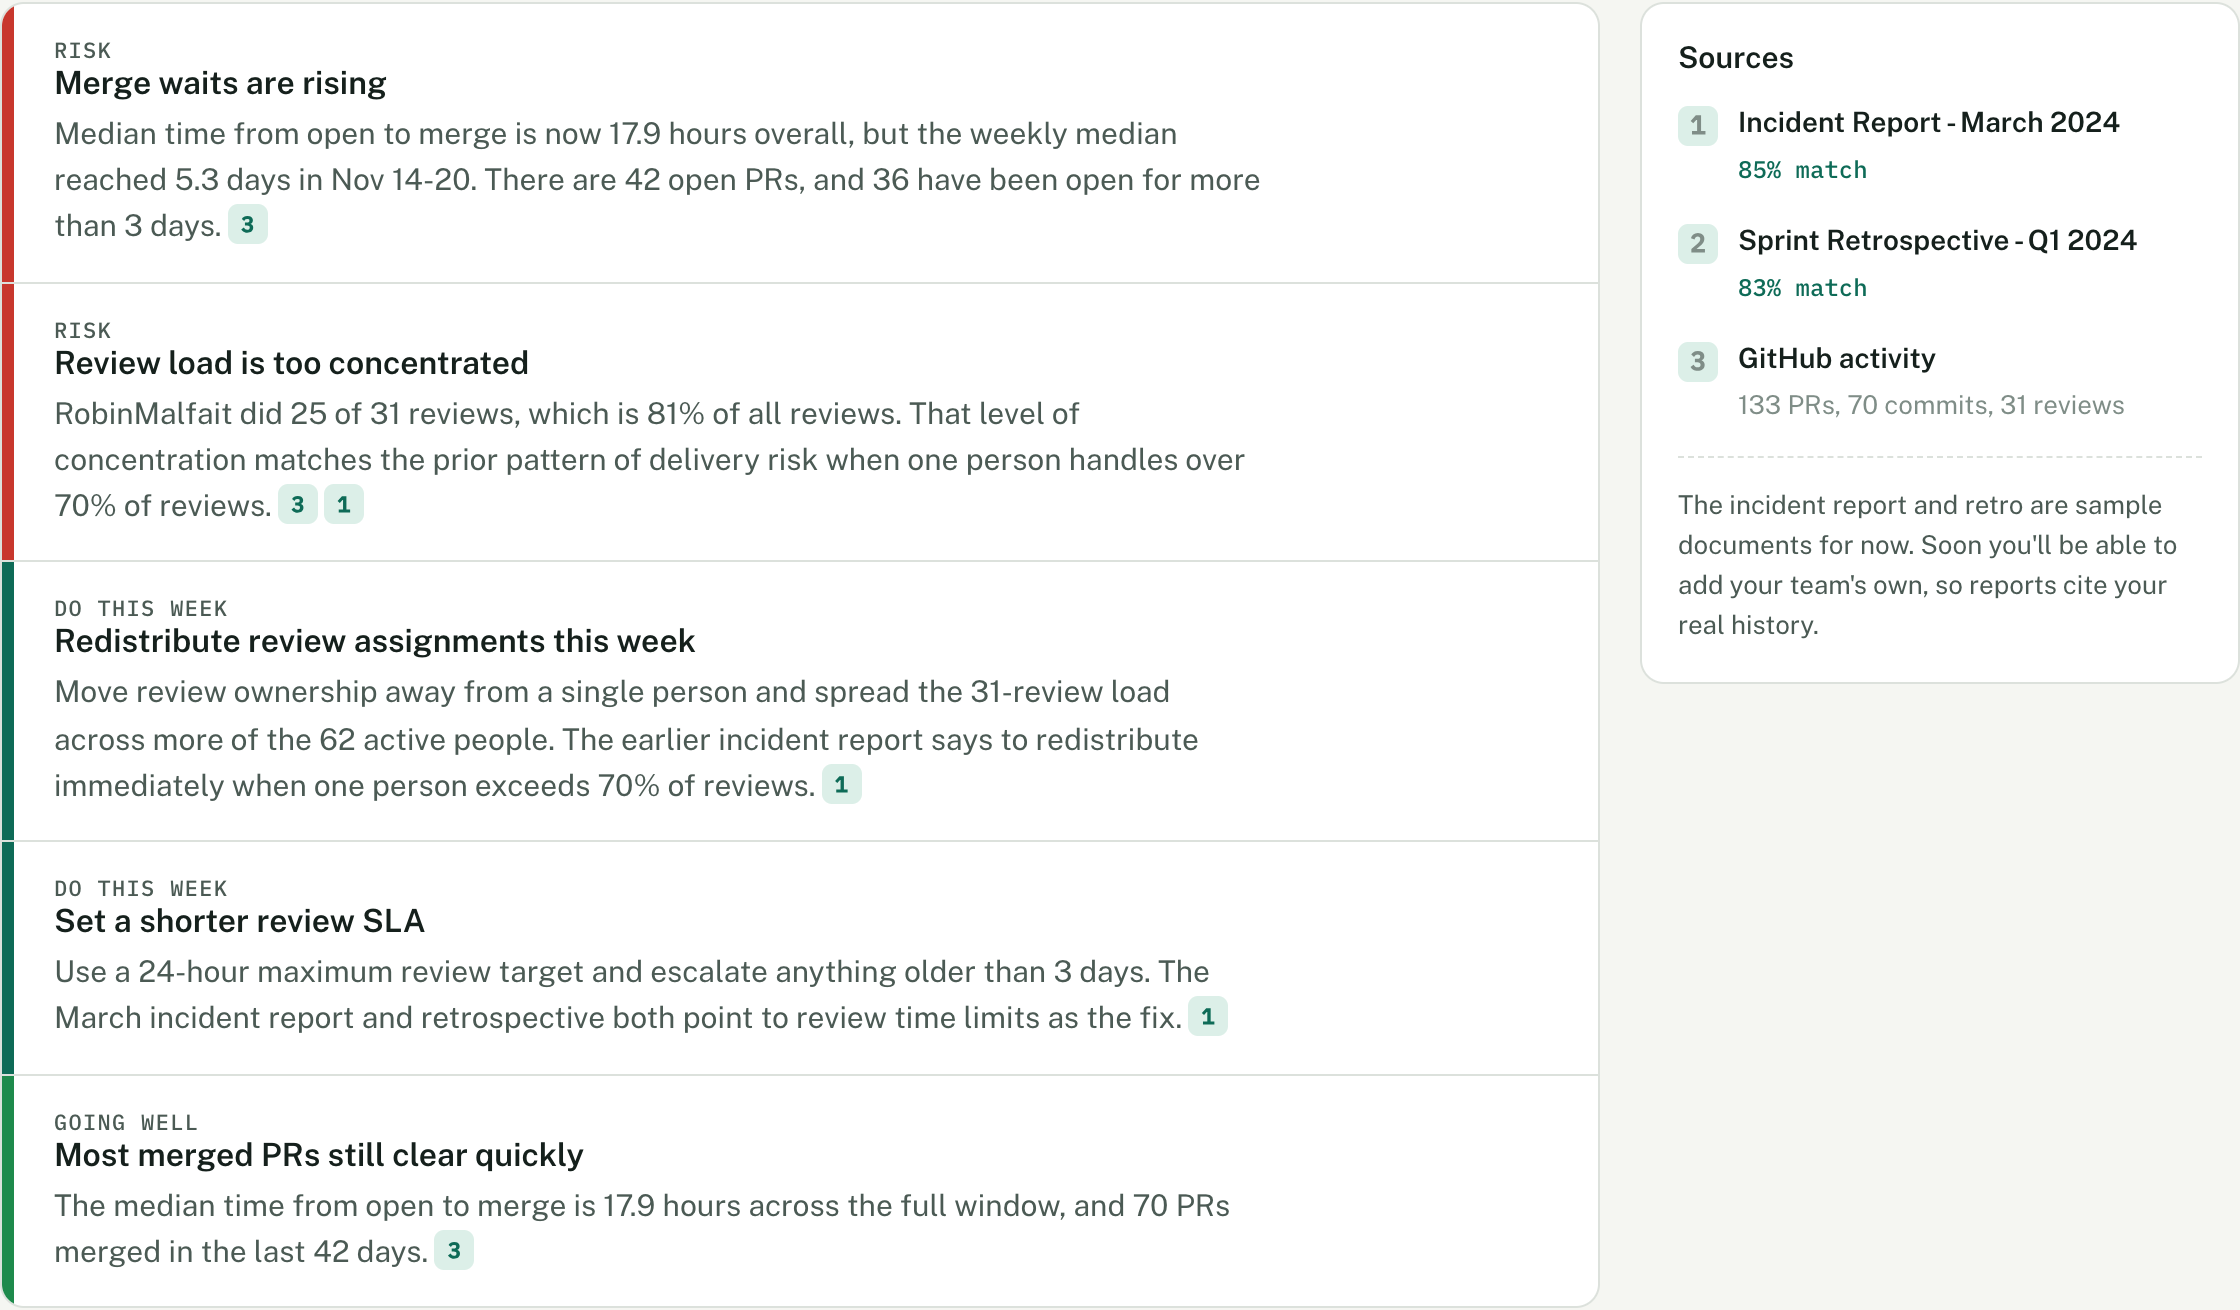 RISK
Merge waits are rising
Median time from open to merge is now 17.9 hours overall, but the weekly median
reached 5.3 days in Nov 14-20. There are 42 open PRs, and 36 have been open for more
than 3 days. 3
RISK
Review load is too concentrated
RobinMalfait did 25 of 31 reviews, which is 81% of all reviews. That level of
concentration matches the prior pattern of delivery risk when one person handles over
70% of reviews. 3 1
DO THIS WEEK
Redistribute review assignments this week
Move review ownership away from a single person and spread the 31-review load
across more of the 62 active people. The earlier incident report says to redistribute
immediately when one person exceeds 70% of reviews. 1
DO THIS WEEK
Set a shorter review SLA
Use a 24-hour maximum review target and escalate anything older than 3 days. The
March incident report and retrospective both point to review time limits as the fix. 1
GOING WELL
Most merged PRs still clear quickly
The median time from open to merge is 17.9 hours across the full window, and 70 PRs
merged in the last 42 days. 3
Sources
1 Incident Report - March 2024
85% match
2 Sprint Retrospective - Q1 2024
83% match
3 GitHub activity
133 PRs, 70 commits, 31 reviews
The incident report and retro are sample
documents for now. Soon you'll be able to
add your team's own, so reports cite your
real history.